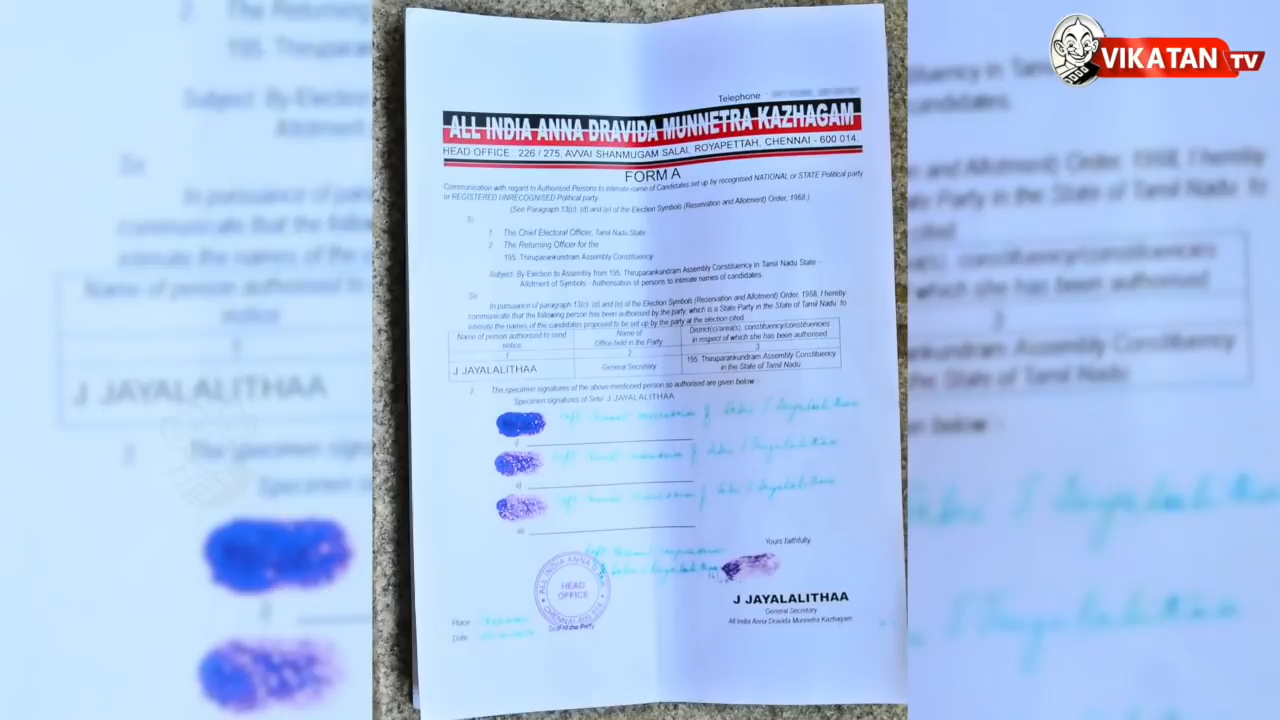 VIKATAN TV
Telephone
ALL INDIA ANNA DRAVIDA MUNNETRA KAZHAGAM
HEAD OFFICE : 226 / 275, AVVAI SHANMUGAM SALAI, ROYAPETTAH, CHENNAI - 600 014.
FORM A
Communication with regard to Authorised Persons to intimate name of Candidates set up by recognised NATIONAL or STATE Political party
or REGISTERED UNRECOGNISED Political party
(See Paragraph 13(c), (d) and (e) of the Election Symbols (Reservation and Allotment) Order, 1968.)
To
1 The Chief Electoral Officer, Tamil Nadu State
2 The Returning Officer for the
195. Thiruparankundram Assembly Constituency
Subject: By Election to Assembly from 195. Thiruparankundram Assembly Constituency in Tamil Nadu State -
Allotment of Symbols - Authorisation of persons to intimate names of candidates.
Sir
In pursuance of paragraph 13(c), (d) and (e) of the Election Symbols (Reservation and Allotment) Order, 1968, I hereby
communicate that the following person has been authorised by the party, which is a State Party in the State of Tamil Nadu to
intimate the names of the candidates proposed to be set up by the party at the election cited.
Name of person authorised to send notice
Name of Office held in the Party
District(s)/area(s), constituency/constituencies in respect of which she has been authorised
1 2 3
J JAYALALITHAA General Secretary 195. Thiruparankundram Assembly Constituency in the State of Tamil Nadu
2 The specimen signatures of the above mentioned person so authorised are given below :-
Specimen signatures of Selvi J JAYALALITHAA
i)
ii)
iii)
Yours faithfully,
HEAD OFFICE
Seal of the Party
J JAYALALITHAA
General Secretary
All India Anna Dravida Munnetra Kazhagam
Place
Date